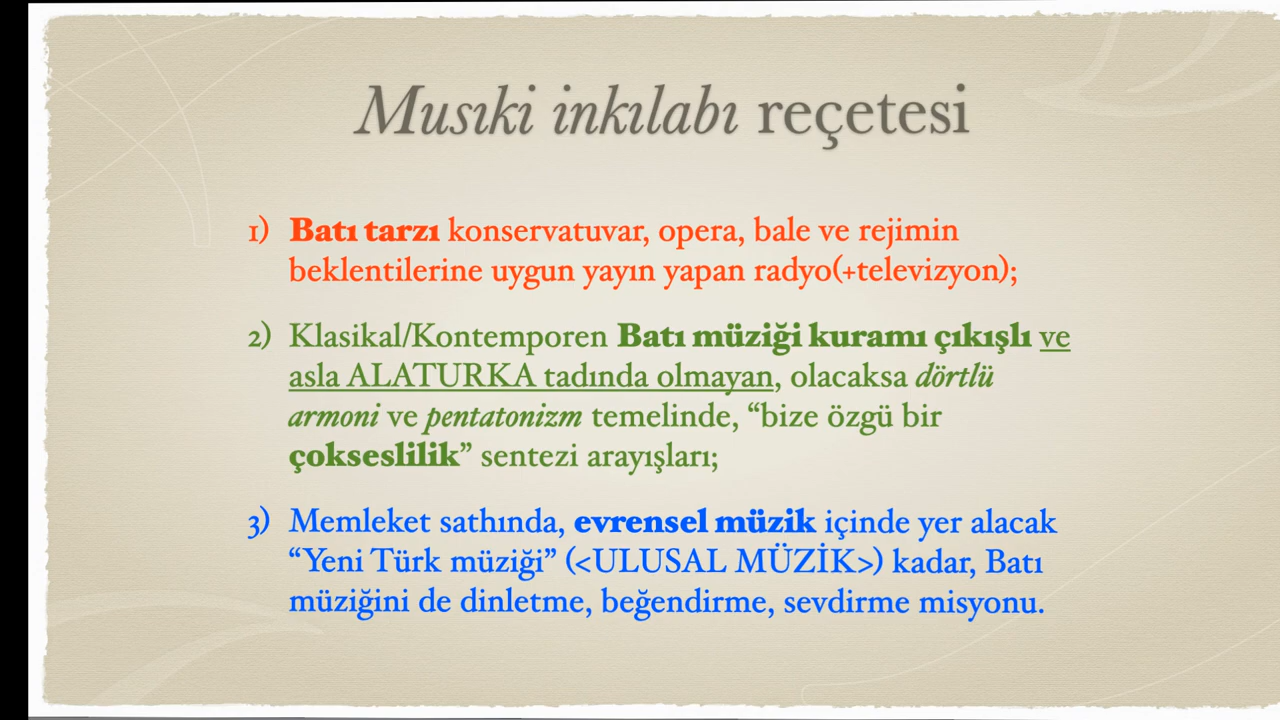 Musıki inkılabı reçetesi
1) Batı tarzı konservatuvar, opera, bale ve rejimin
beklentilerine uygun yayın yapan radyo(+televizyon);
2) Klasikal/Kontemporen Batı müziği kuramı çıkışlı ve
asla ALATURKA tadında olmayan, olacaksa dörtlü
armoni ve pentatonizm temelinde, “bize özgü bir
çokseslilik” sentezi arayışları;
3) Memleket sathında, evrensel müzik içinde yer alacak
“Yeni Türk müziği” (<ULUSAL MÜZİK>) kadar, Batı
müziğini de dinletme, beğendirme, sevdirme misyonu.